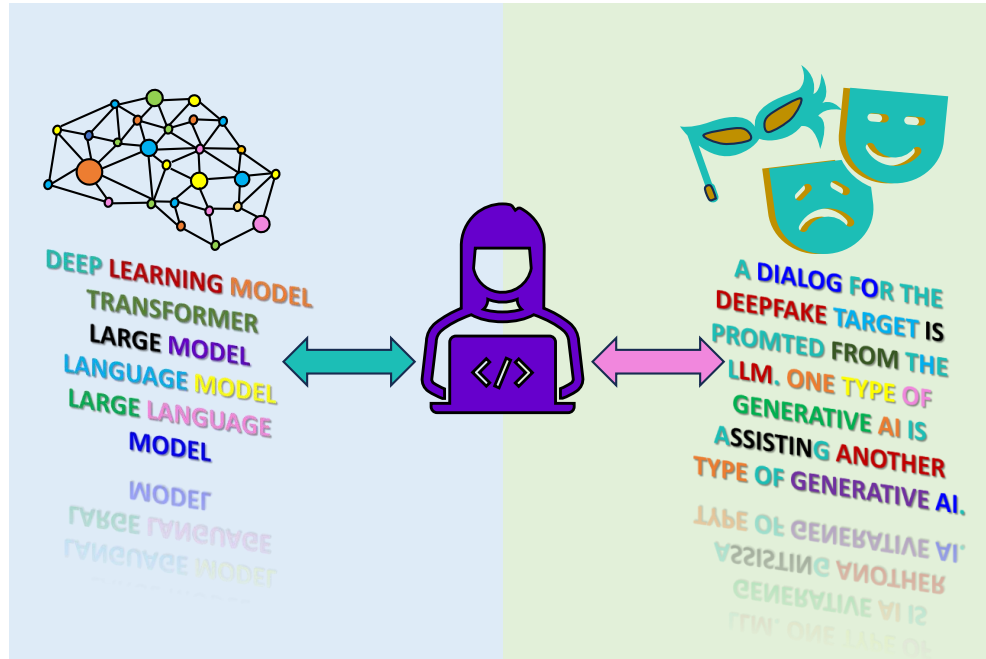 DEEP LEARNING MODEL
TRANSFORMER
LARGE MODEL
LANGUAGE MODEL
LARGE LANGUAGE
MODEL
</>
A DIALOG FOR THE
DEEPFAKE TARGET IS
PROMTED FROM THE
LLM. ONE TYPE OF
GENERATIVE AI IS
ASSISTING ANOTHER
TYPE OF GENERATIVE AI.